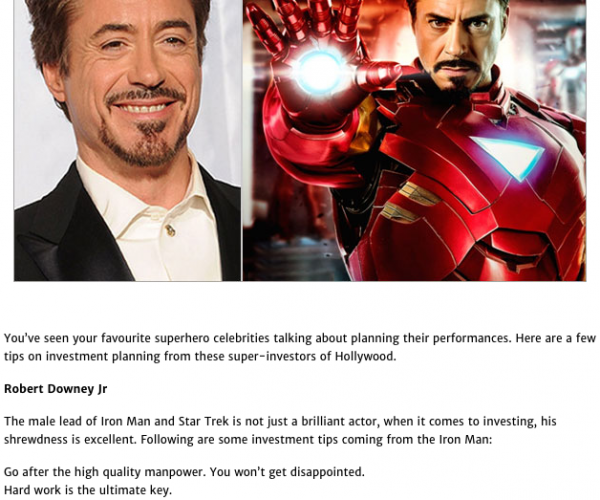 You've seen your favourite superhero celebrities talking about planning their performances. Here are a few
tips on investment planning from these super-investors of Hollywood.
Robert Downey Jr
The male lead of Iron Man and Star Trek is not just a brilliant actor, when it comes to investing, his
shrewdness is excellent. Following are some investment tips coming from the Iron Man:
Go after the high quality manpower. You won't get disappointed.
Hard work is the ultimate key.